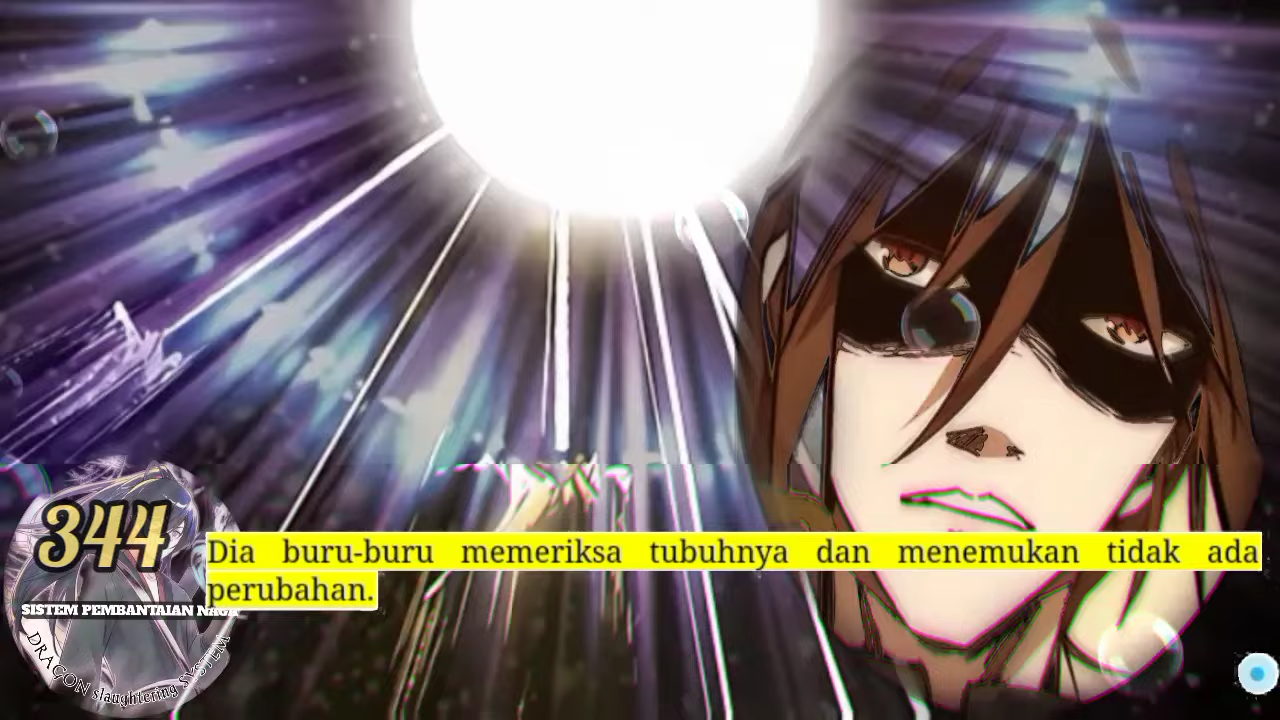 344
SISTEM PEMBANTAIAN NAGA
DRAGON slaughtering SYSTEM
Dia buru-buru memeriksa tubuhnya dan menemukan tidak ada
perubahan.